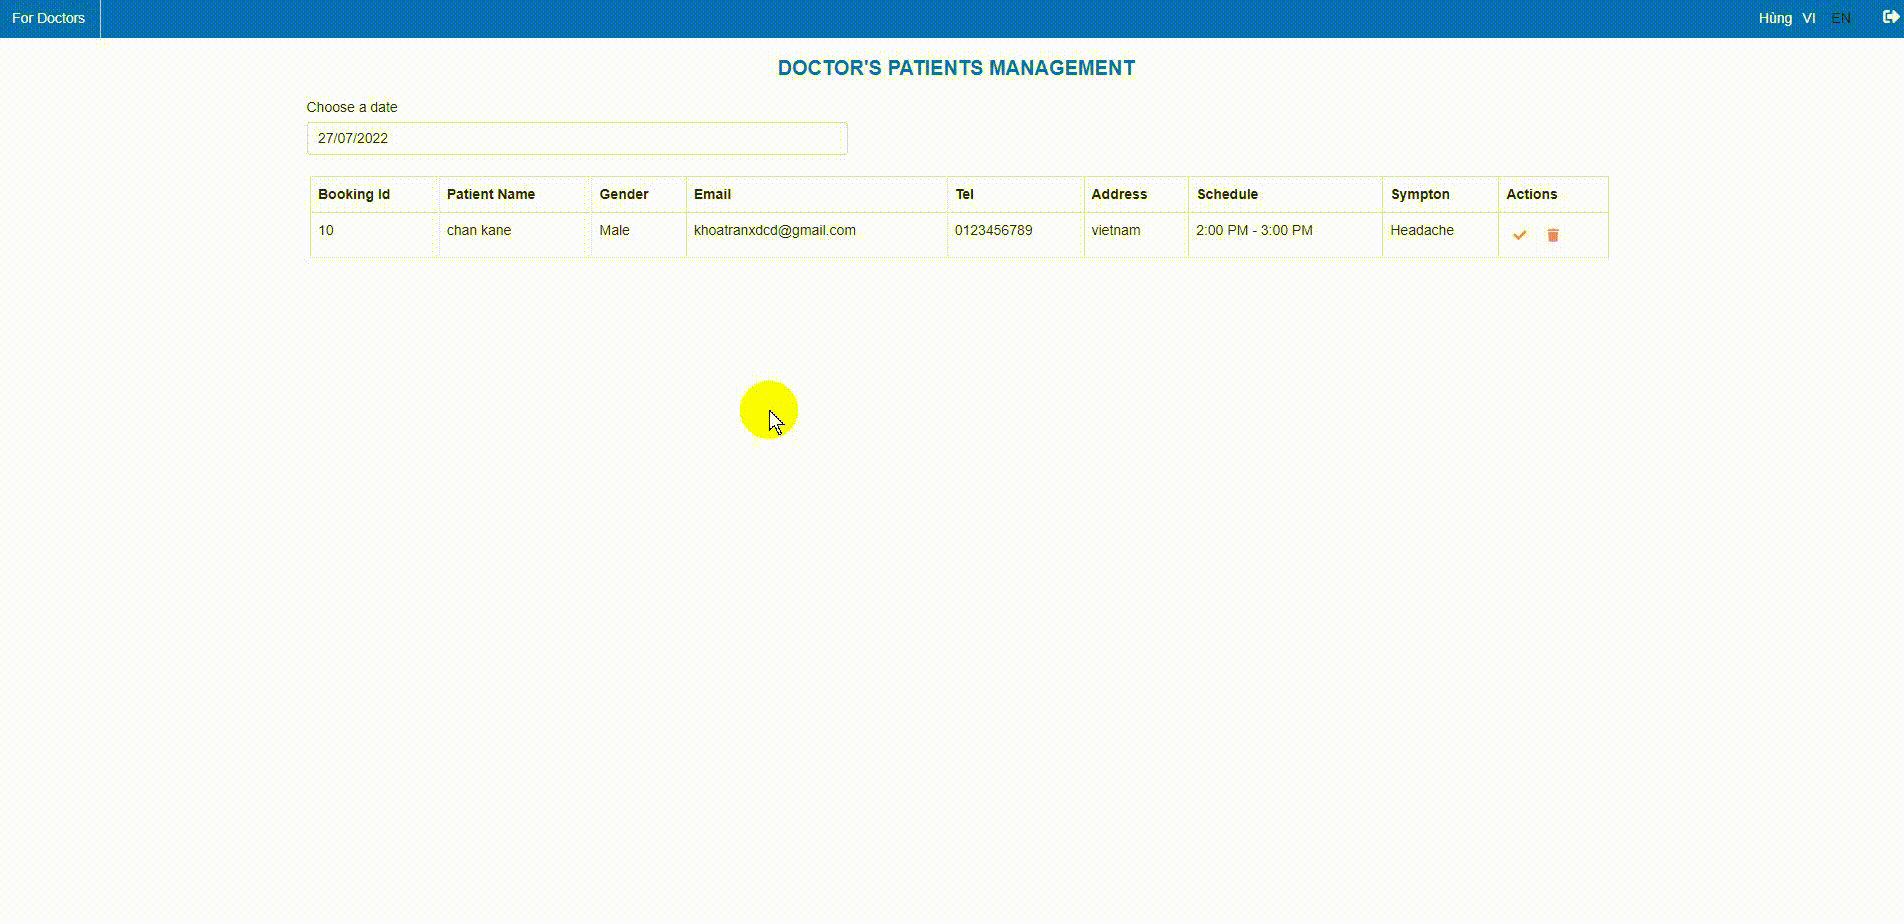 For Doctors Hùng VI EN
DOCTOR'S PATIENTS MANAGEMENT
Choose a date
27/07/2022
Booking Id Patient Name Gender Email Tel Address Schedule Sympton Actions
10 chan kane Male khoatranxdcd@gmail.com 0123456789 vietnam 2:00 PM - 3:00 PM Headache